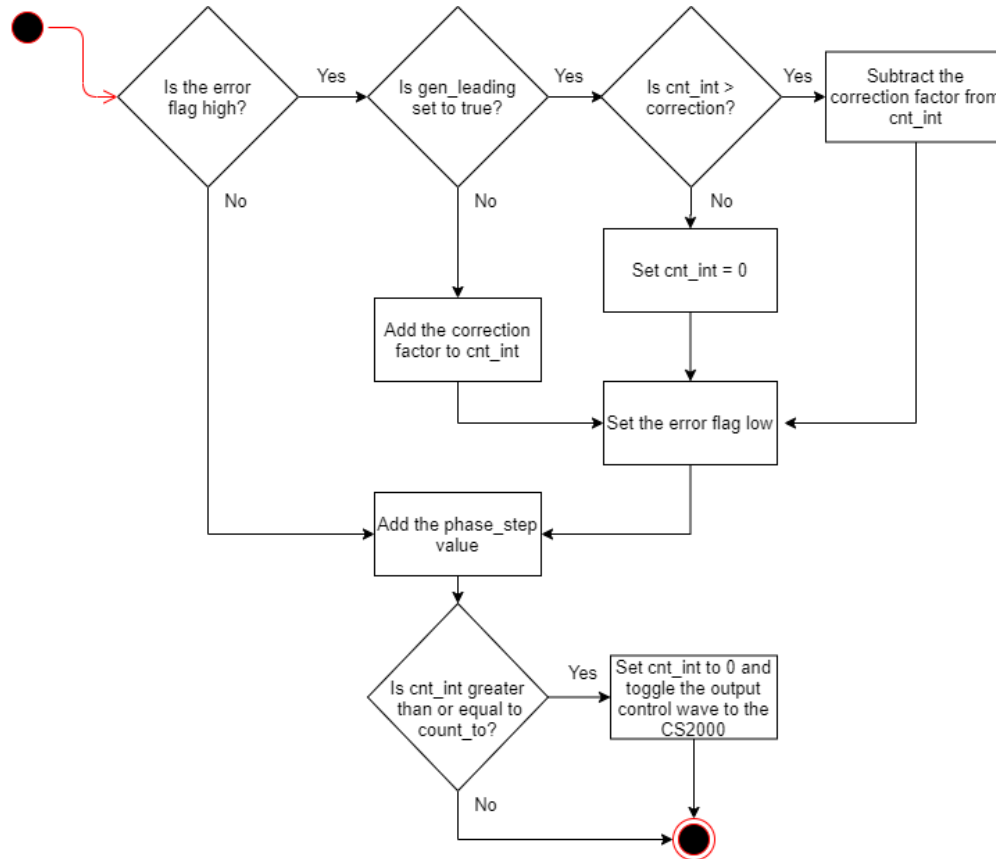 Is the error
flag high?
Yes
Is gen_leading
set to true?
Yes
Is cnt_int >
correction?
Yes
Subtract the
correction factor from
cnt_int
No
No
No
Set cnt_int = 0
Add the correction
factor to cnt_int
Set the error flag low
Add the phase_step
value
Is cnt_int greater
than or equal to
count_to?
Yes
Set cnt_int to 0 and
toggle the output
control wave to the
CS2000
No